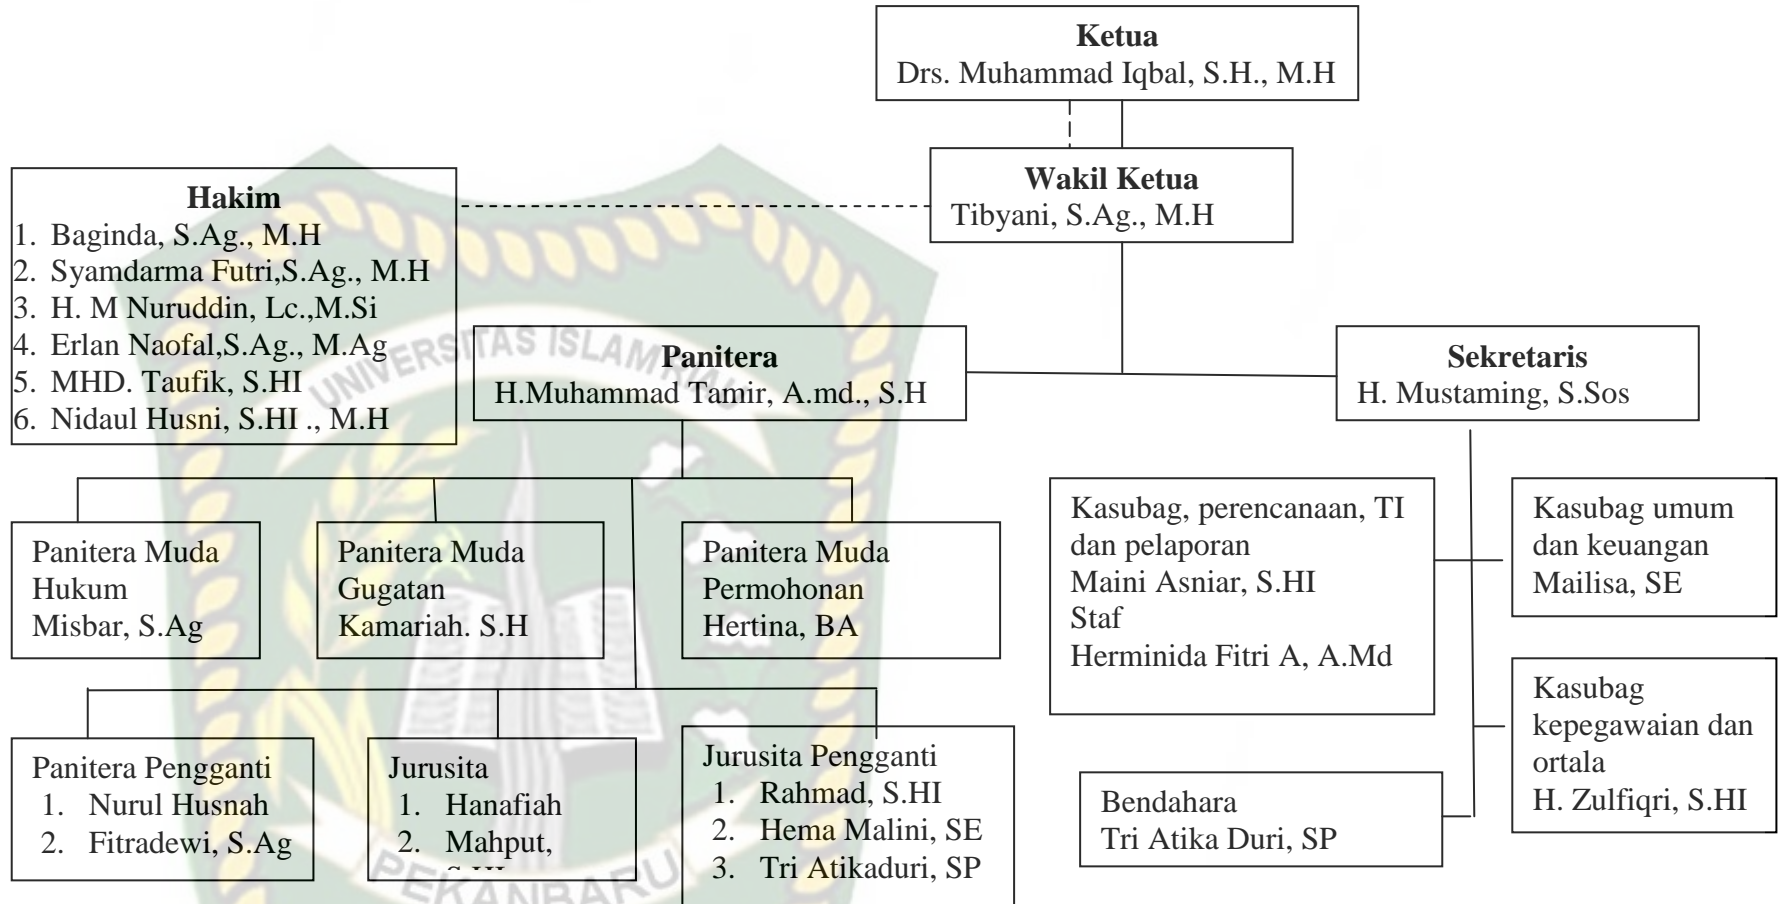 Ketua
Drs. Muhammad Iqbal, S.H., M.H
Wakil Ketua
Tibyani, S.Ag., M.H
Hakim
1. Baginda, S.Ag., M.H
2. Syamdarma Futri,S.Ag., M.H
3. H. M Nuruddin, Lc.,M.Si
4. Erlan Naofal,S.Ag., M.Ag
5. MHD. Taufik, S.HI
6. Nidaul Husni, S.HI ., M.H
Panitera
H.Muhammad Tamir, A.md., S.H
Sekretaris
H. Mustaming, S.Sos
Panitera Muda
Hukum
Misbar, S.Ag
Panitera Muda
Gugatan
Kamariah. S.H
Panitera Muda
Permohonan
Hertina, BA
Kasubag, perencanaan, TI
dan pelaporan
Maini Asniar, S.HI
Staf
Herminida Fitri A, A.Md
Kasubag umum
dan keuangan
Mailisa, SE
Kasubag
kepegawaian dan
ortala
H. Zulfiqri, S.HI
Panitera Pengganti
1. Nurul Husnah
2. Fitradewi, S.Ag
Jurusita
1. Hanafiah
2. Mahput,
Jurusita Pengganti
1. Rahmad, S.HI
2. Hema Malini, SE
3. Tri Atikaduri, SP
Bendahara
Tri Atika Duri, SP
UNIVERSITAS ISLAM RIAU
PEKANBARU